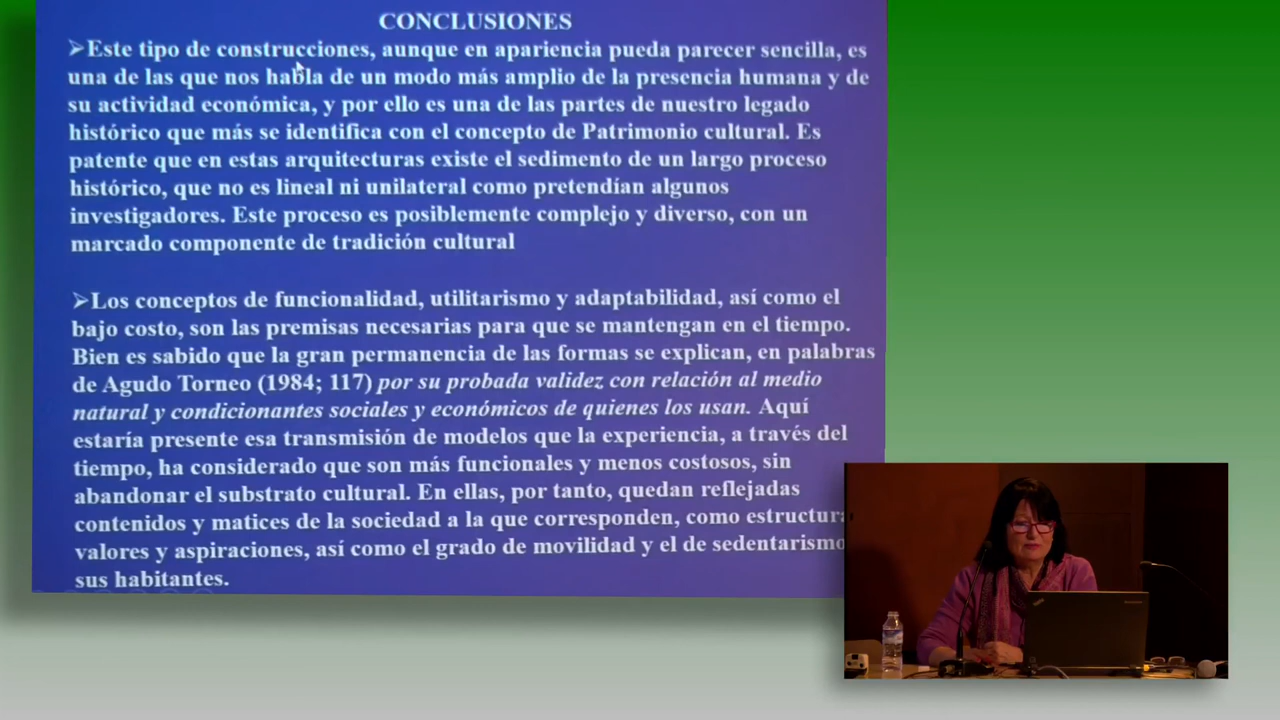 CONCLUSIONES
➢Este tipo de construcciones, aunque en apariencia pueda parecer sencilla, es
una de las que nos habla de un modo más amplio de la presencia humana y de
su actividad económica, y por ello es una de las partes de nuestro legado
histórico que más se identifica con el concepto de Patrimonio cultural. Es
patente que en estas arquitecturas existe el sedimento de un largo proceso
histórico, que no es lineal ni unilateral como pretendían algunos
investigadores. Este proceso es posiblemente complejo y diverso, con un
marcado componente de tradición cultural
➢Los conceptos de funcionalidad, utilitarismo y adaptabilidad, así como el
bajo costo, son las premisas necesarias para que se mantengan en el tiempo.
Bien es sabido que la gran permanencia de las formas se explican, en palabras
de Agudo Torneo (1984; 117) por su probada validez con relación al medio
natural y condicionantes sociales y económicos de quienes los usan. Aquí
estaría presente esa transmisión de modelos que la experiencia, a través del
tiempo, ha considerado que son más funcionales y menos costosos, sin
abandonar el substrato cultural. En ellas, por tanto, quedan reflejadas
contenidos y matices de la sociedad a la que corresponden, como estructura
valores y aspiraciones, así como el grado de movilidad y el de sedentarismo
sus habitantes.